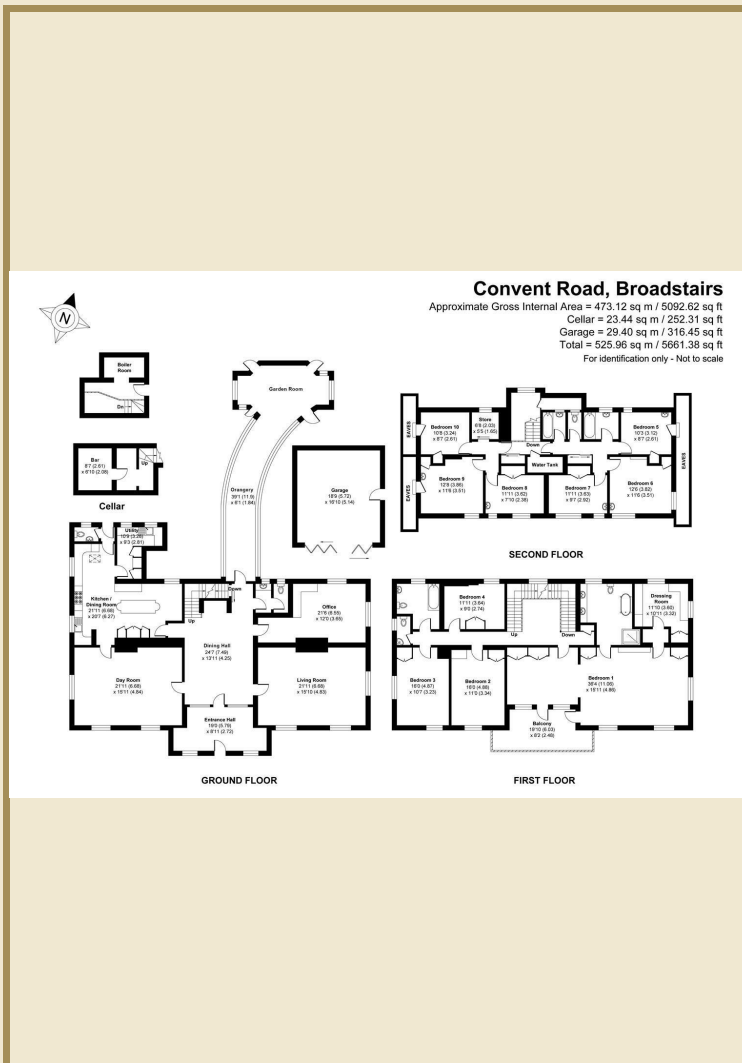 Convent Road, Broadstairs
Approximate Gross Internal Area = 473.12 sq m / 5092.62 sq ft
Cellar = 23.44 sq m / 252.31 sq ft
Garage = 29.40 sq m / 316.45 sq ft
Total = 525.96 sq m / 5661.38 sq ft
For identification only - Not to scale
N
Boiler
Room
Dn
Bar
8'7 (2.61)
x 6'10 (2.08)
Up
Cellar
Garden Room
Orangery
39'1 (11.9)
x 6'1 (1.84)
Garage
18'9 (5.72)
x 16'10 (5.14)
Utility
10'9 (3.28)
x 9'3 (2.81)
Kitchen /
Dining Room
21'11 (6.68)
x 20'7 (6.27)
Up
Down
Dining Hall
24'7 (7.49)
x 13'11 (4.25)
Office
21'6 (6.55)
x 12'0 (3.65)
Day Room
21'11 (6.68)
x 15'11 (4.84)
Living Room
21'11 (6.68)
x 15'10 (4.83)
Entrance Hall
19'0 (5.79)
x 8'11 (2.72)
GROUND FLOOR
EAVES
Bedroom 10
10'8 (3.24)
x 8'7 (2.61)
Store
6'8 (2.03)
x 5'5 (1.65)
Down
Bedroom 5
10'3 (3.12)
x 8'7 (2.61)
EAVES
EAVES
Bedroom 9
12'8 (3.86)
x 11'6 (3.51)
Water Tank
Bedroom 8
11'11 (3.62)
x 7'10 (2.38)
Bedroom 7
11'11 (3.63)
x 9'7 (2.92)
Bedroom 6
12'6 (3.82)
x 11'6 (3.51)
SECOND FLOOR
Bedroom 4
11'11 (3.64)
x 9'0 (2.74)
Up
Down
Dressing
Room
11'10 (3.60)
x 10'11 (3.32)
Bedroom 3
16'0 (4.87)
x 10'7 (3.23)
Bedroom 2
16'0 (4.88)
x 11'0 (3.34)
Bedroom 1
36'4 (11.08)
Balcony
19'10 (6.03)
x 8'2 (2.48)
FIRST FLOOR